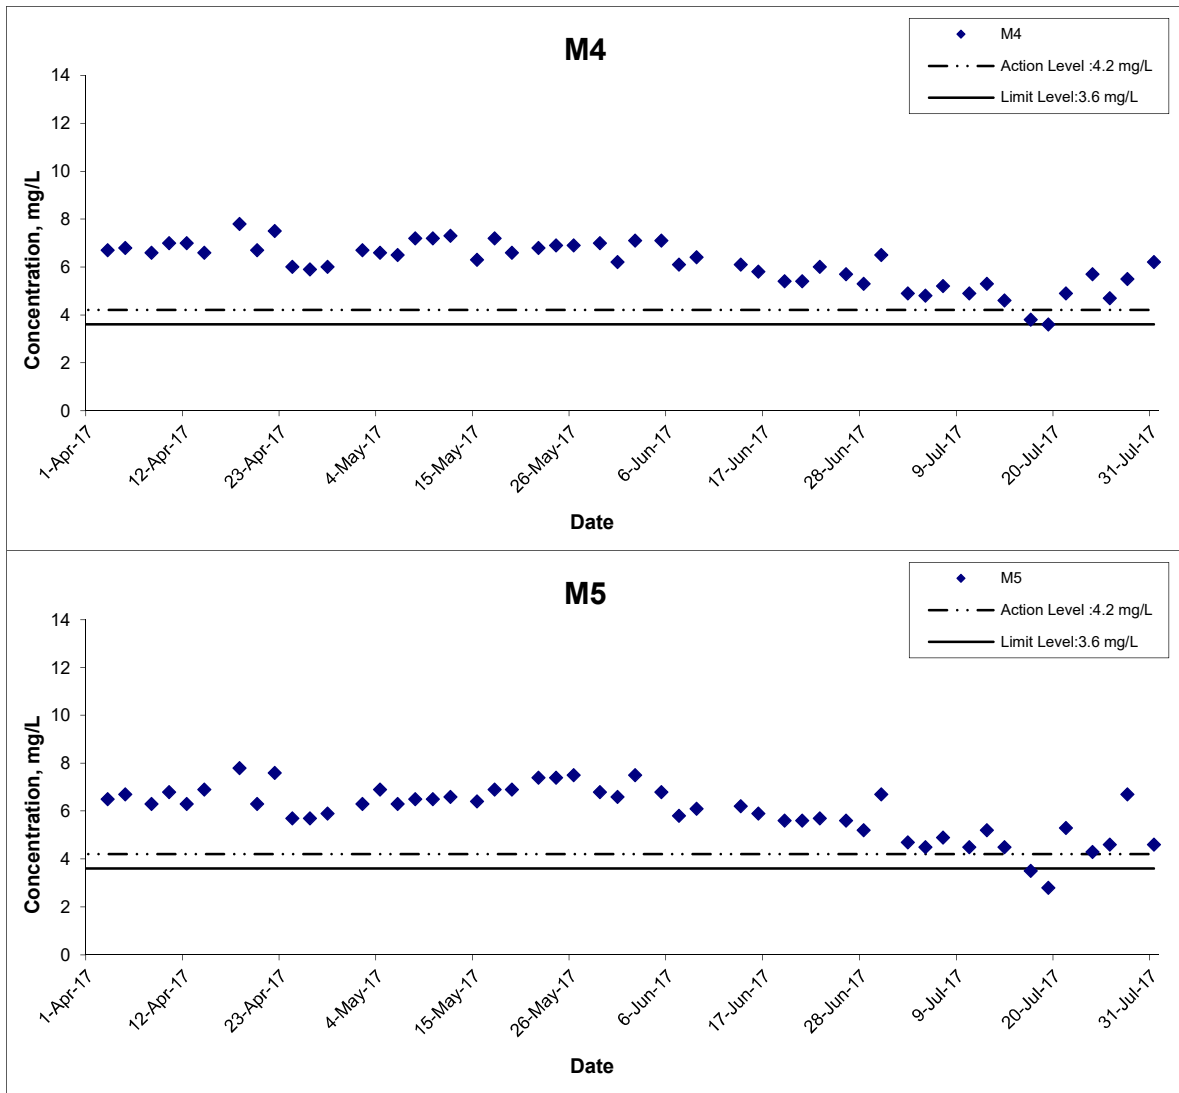 M4
M4
Action Level :4.2 mg/L
Limit Level:3.6 mg/L
14
12
10
8
6
4
2
0
Concentration, mg/L
1-Apr-17
12-Apr-17
23-Apr-17
4-May-17
15-May-17
26-May-17
6-Jun-17
17-Jun-17
28-Jun-17
9-Jul-17
20-Jul-17
31-Jul-17
Date
M5
M5
Action Level :4.2 mg/L
Limit Level:3.6 mg/L
14
12
10
8
6
4
2
0
Concentration, mg/L
1-Apr-17
12-Apr-17
23-Apr-17
4-May-17
15-May-17
26-May-17
6-Jun-17
17-Jun-17
28-Jun-17
9-Jul-17
20-Jul-17
31-Jul-17
Date